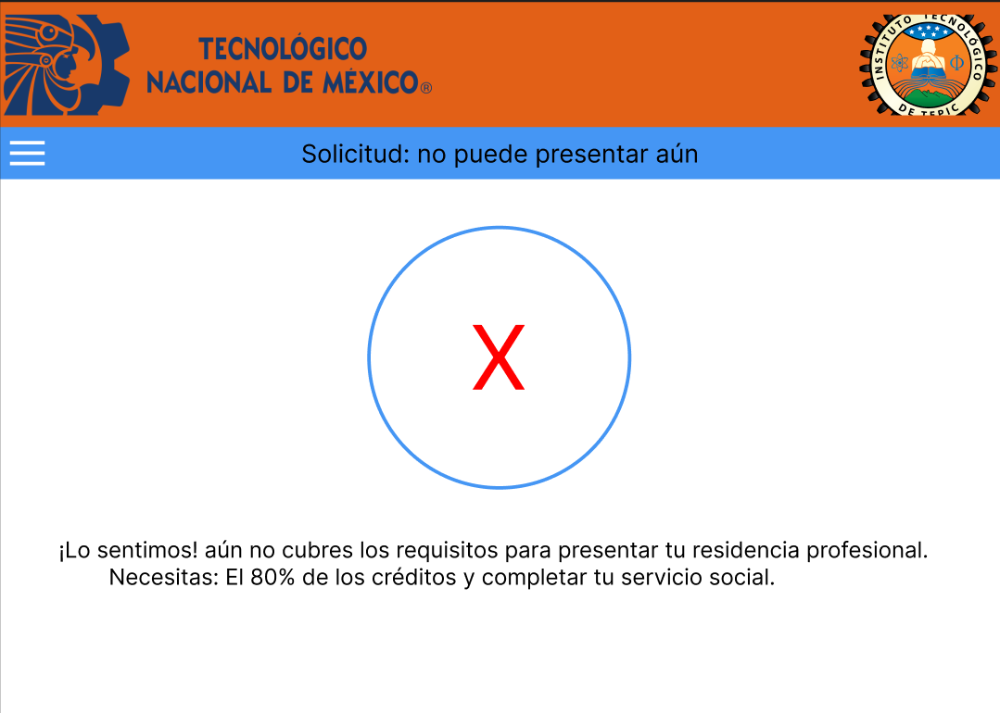 TECNOLÓGICO
NACIONAL DE MÉXICO®
INSTITUTO TECNOLÓGICO
DE TEPIC
Solicitud: no puede presentar aún
X
¡Lo sentimos! aún no cubres los requisitos para presentar tu residencia profesional.
Necesitas: El 80% de los créditos y completar tu servicio social.